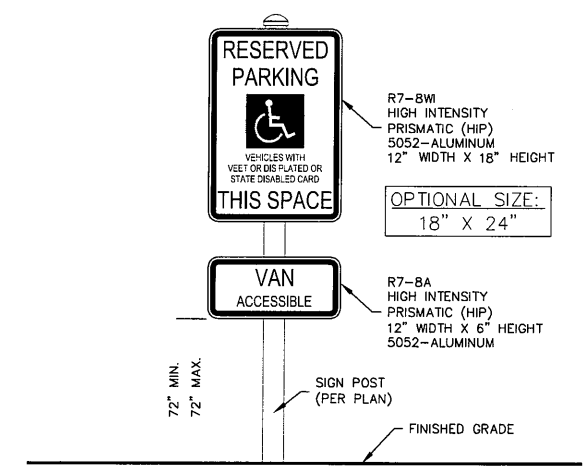 RESERVED
PARKING
VEHICLES WITH
VEET OR DIS PLATED OR
STATE DISABLED CARD
THIS SPACE
R7-8WI
HIGH INTENSITY
PRISMATIC (HIP)
5052-ALUMINUM
12" WIDTH X 18" HEIGHT
OPTIONAL SIZE:
18" X 24"
VAN
ACCESSIBLE
R7-8A
HIGH INTENSITY
PRISMATIC (HIP)
12" WIDTH X 6" HEIGHT
5052-ALUMINUM
72" MIN.
72" MAX.
SIGN POST
(PER PLAN)
FINISHED GRADE